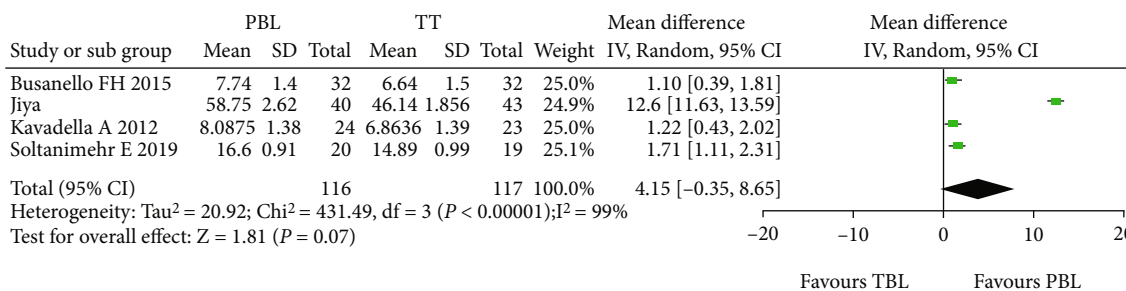 PBL TT Mean difference Mean difference
Study or sub group Mean SD Total Mean SD Total Weight IV, Random, 95% CI IV, Random, 95% CI
Busanello FH 2015 7.74 1.4 32 6.64 1.5 32 25.0% 1.10 [0.39, 1.81]
Jiya 58.75 2.62 40 46.14 1.856 43 24.9% 12.6 [11.63, 13.59]
Kavadella A 2012 8.0875 1.38 24 6.8636 1.39 23 25.0% 1.22 [0.43, 2.02]
Soltanimehr E 2019 16.6 0.91 20 14.89 0.99 19 25.1% 1.71 [1.11, 2.31]
Total (95% CI) 116 117 100.0% 4.15 [–0.35, 8.65]
Heterogeneity: Tau² = 20.92; Chi² = 431.49, df = 3 (P < 0.00001);I² = 99%
Test for overall effect: Z = 1.81 (P = 0.07)
–20 –10 0 10 20
Favours TBL Favours PBL